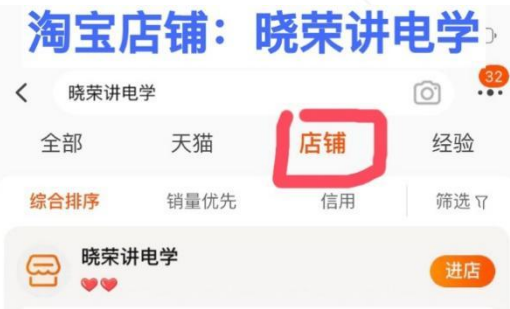 淘宝店铺：晓荣讲电学
晓荣讲电学
32
全部 天猫 店铺 经验
综合排序 销量优先 信用 筛选
晓荣讲电学
进店